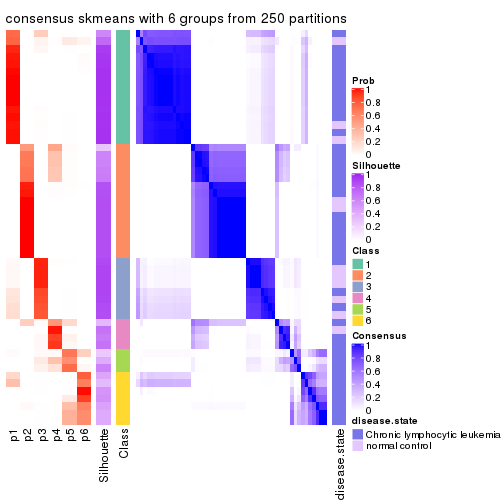 consensus skmeans with 6 groups from 250 partitions
Prob
1
0.8
0.6
0.4
0.2
0
Silhouette
1
0.8
0.6
0.4
0.2
0
Class
1
2
3
4
5
6
Consensus
1
0.8
0.6
0.4
0.2
0
disease.state
Chronic lymphocytic leukemia
normal control
p1
p2
p3
p4
p5
p6
Silhouette
Class
disease.state